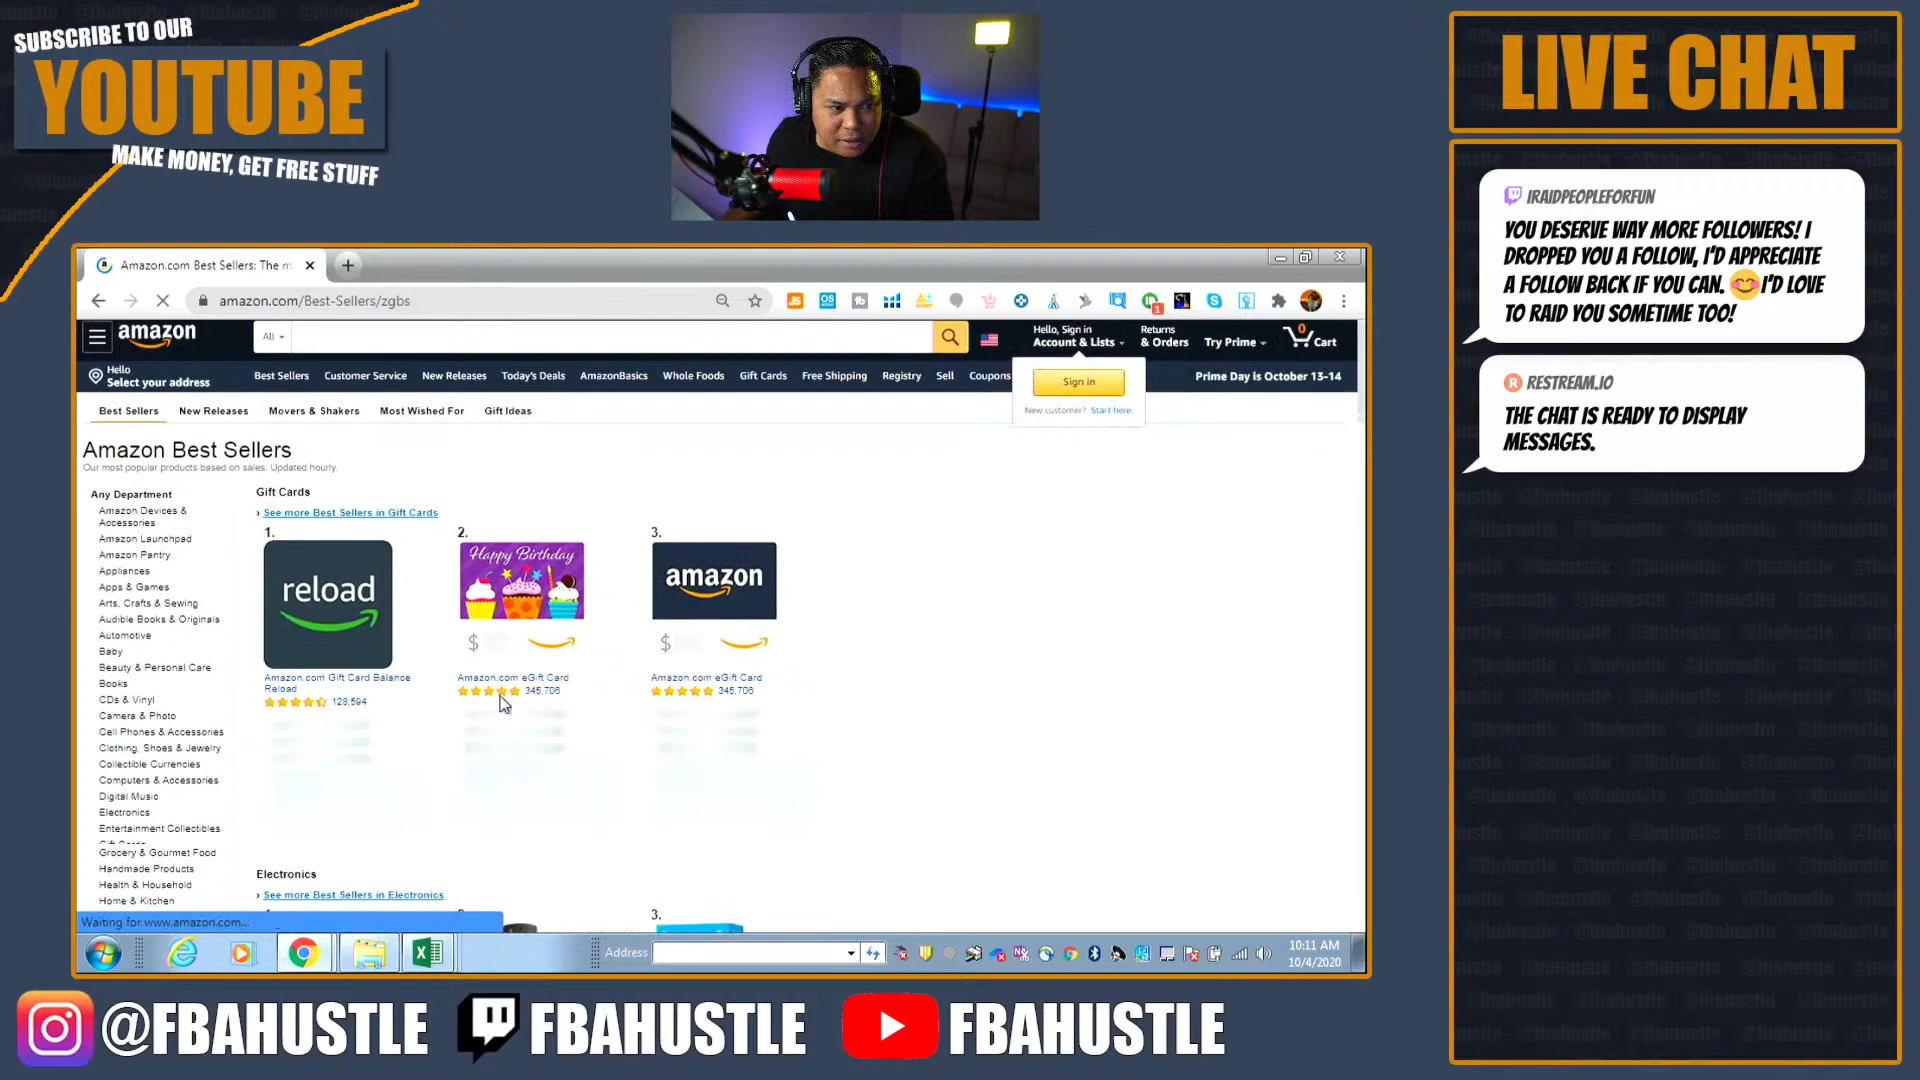 SUBSCRIBE TO OUR
YOUTUBE
MAKE MONEY, GET FREE STUFF
LIVE CHAT
IRAIDPEOPLEFORFUN
YOU DESERVE WAY MORE FOLLOWERS! I
DROPPED YOU A FOLLOW, I'D APPRECIATE
A FOLLOW BACK IF YOU CAN. 😊 I'D LOVE
TO RAID YOU SOMETIME TOO!
RESTREAM.IO
THE CHAT IS READY TO DISPLAY
MESSAGES.
Amazon.com Best Sellers: The m
amazon.com/Best-Sellers/zgbs
amazon
All
Hello, Sign in
Account & Lists
Returns
& Orders
Try Prime
0
Cart
Hello
Select your address
Best Sellers Customer Service New Releases Today's Deals AmazonBasics Whole Foods Gift Cards Free Shipping Registry Sell Coupons
Prime Day is October 13-14
Sign in
New customer? Start here.
Best Sellers New Releases Movers & Shakers Most Wished For Gift Ideas
Amazon Best Sellers
Our most popular products based on sales. Updated hourly.
Any Department
Amazon Devices &
Accessories
Amazon Launchpad
Amazon Pantry
Appliances
Apps & Games
Arts, Crafts & Sewing
Audible Books & Originals
Automotive
Baby
Beauty & Personal Care
Books
CDs & Vinyl
Camera & Photo
Cell Phones & Accessories
Clothing, Shoes & Jewelry
Collectible Currencies
Computers & Accessories
Digital Music
Electronics
Entertainment Collectibles
Gift Cards
Grocery & Gourmet Food
Handmade Products
Health & Household
Home & Kitchen
Gift Cards
› See more Best Sellers in Gift Cards
1.
reload
Amazon.com Gift Card Balance
Reload
128,594
2.
Happy Birthday
$
Amazon.com eGift Card
345,706
3.
amazon
$
Amazon.com eGift Card
345,706
Electronics
› See more Best Sellers in Electronics
3.
Waiting for www.amazon.com...
Address
10:11 AM
10/4/2020
@FBAHUSTLE
FBAHUSTLE
FBAHUSTLE